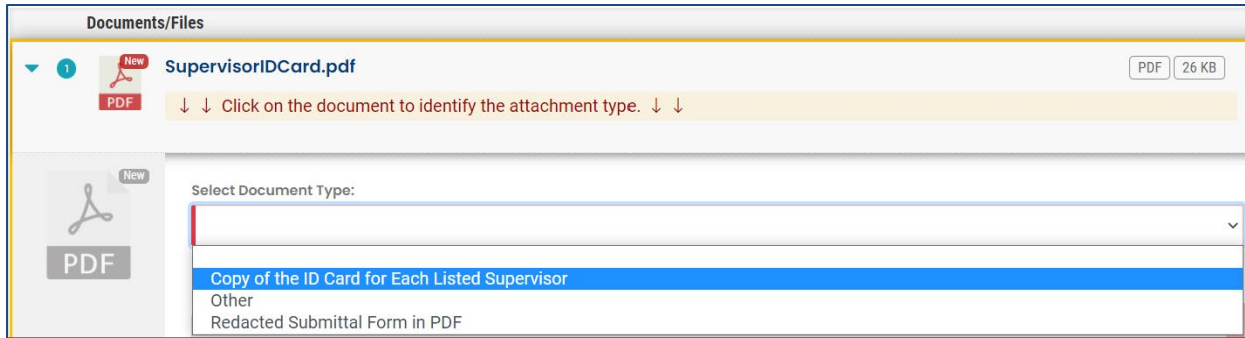 Documents/Files
1
New
PDF
SupervisorIDCard.pdf
PDF
26 KB
↓ ↓ Click on the document to identify the attachment type. ↓ ↓
New
PDF
Select Document Type:
Copy of the ID Card for Each Listed Supervisor
Other
Redacted Submittal Form in PDF